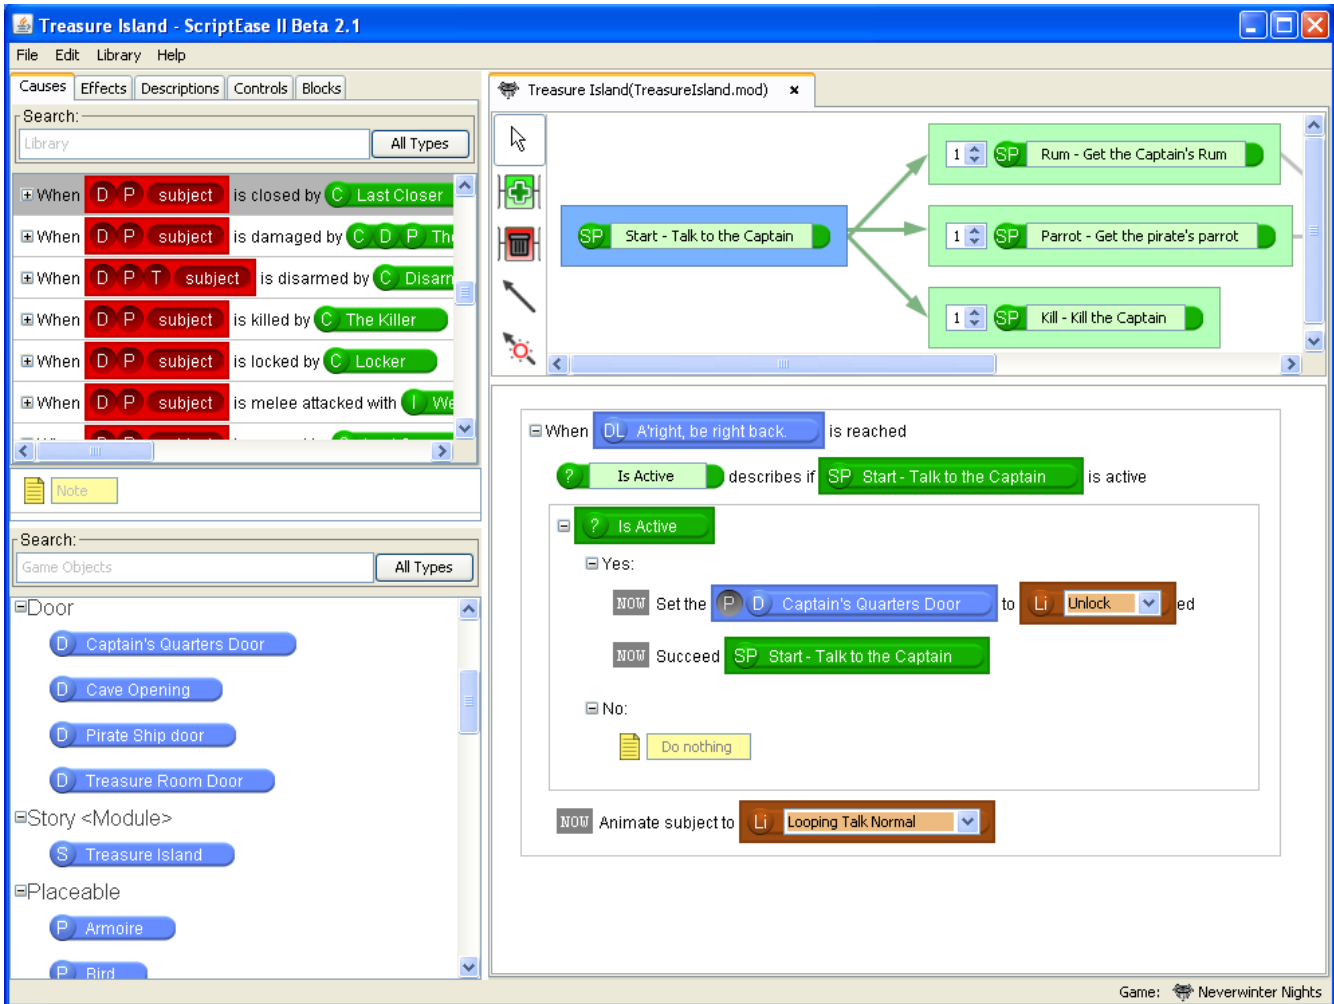 Treasure Island - ScriptEase II Beta 2.1
File Edit Library Help
Causes Effects Descriptions Controls Blocks
Search:
Library All Types
When D P subject is closed by C Last Closer
When D P subject is damaged by C D P Th
When D P T subject is disarmed by C Disarm
When D P subject is killed by C The Killer
When D P subject is locked by C Locker
When D P subject is melee attacked with I We
Note
Search:
Game Objects All Types
Door
D Captain's Quarters Door
D Cave Opening
D Pirate Ship door
D Treasure Room Door
Story <Module>
S Treasure Island
Placeable
P Armoire
P Bird
Treasure Island(TreasureIsland.mod) x
SP Start - Talk to the Captain
1 SP Rum - Get the Captain's Rum
1 SP Parrot - Get the pirate's parrot
1 SP Kill - Kill the Captain
When DL A'right, be right back. is reached
? Is Active describes if SP Start - Talk to the Captain is active
? Is Active
Yes:
NOW Set the P D Captain's Quarters Door to Li Unlock ed
NOW Succeed SP Start - Talk to the Captain
No:
Do nothing
NOW Animate subject to Li Looping Talk Normal
Game: Neverwinter Nights